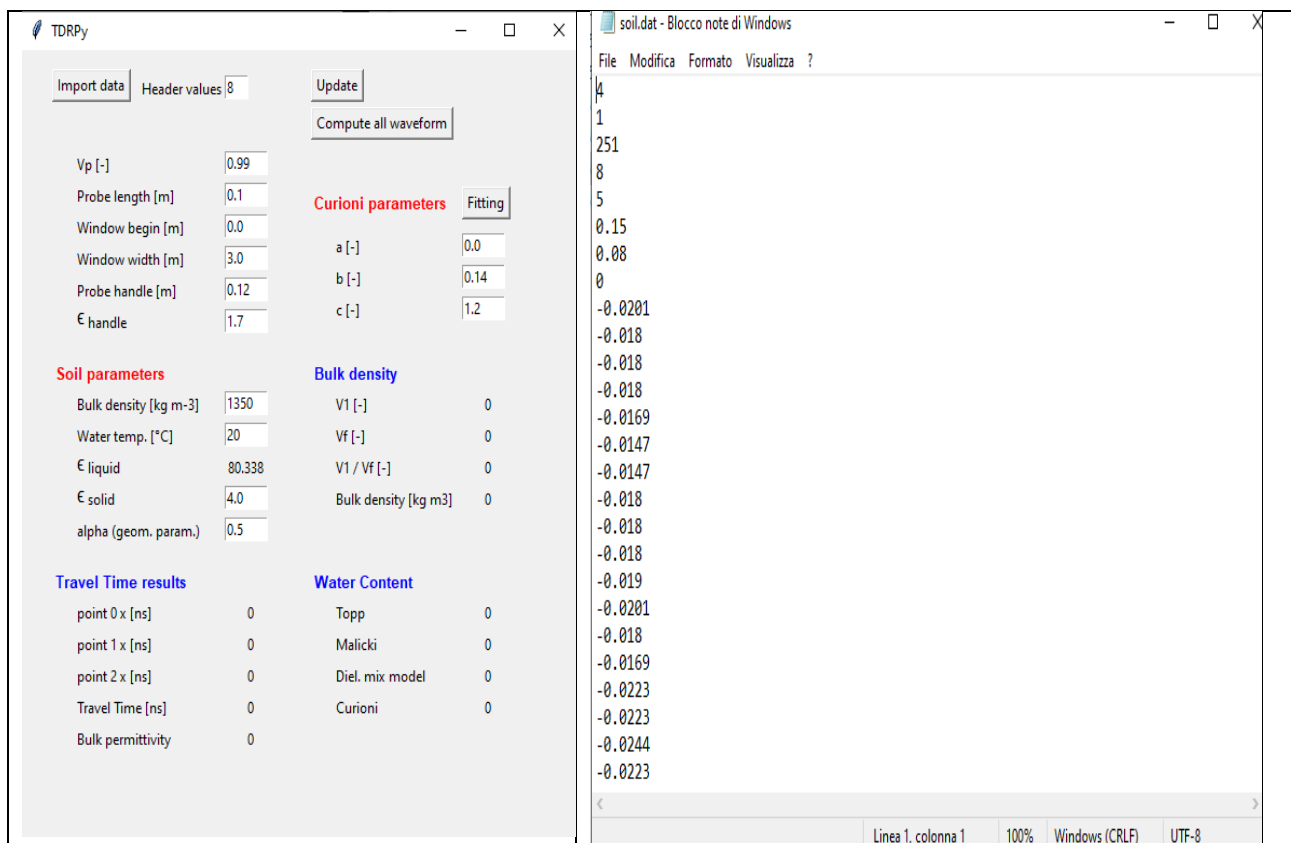 TDRPy
Import data Header values 8 Update
Compute all waveform
Vp [-] 0.99
Probe length [m] 0.1
Curioni parameters Fitting
Window begin [m] 0.0
a [-] 0.0
Window width [m] 3.0
b [-] 0.14
Probe handle [m] 0.12
c [-] 1.2
ϵ handle 1.7
Soil parameters Bulk density
Bulk density [kg m-3] 1350 V1 [-] 0
Water temp. [°C] 20 Vf [-] 0
ϵ liquid 80.338 V1 / Vf [-] 0
ϵ solid 4.0 Bulk density [kg m3] 0
alpha (geom. param.) 0.5
Travel Time results Water Content
point 0 x [ns] 0 Topp 0
point 1 x [ns] 0 Malicki 0
point 2 x [ns] 0 Diel. mix model 0
Travel Time [ns] 0 Curioni 0
Bulk permittivity 0
soil.dat - Blocco note di Windows
File Modifica Formato Visualizza ?
4
1
251
8
5
0.15
0.08
0
-0.0201
-0.018
-0.018
-0.018
-0.0169
-0.0147
-0.0147
-0.018
-0.018
-0.018
-0.019
-0.0201
-0.018
-0.0169
-0.0223
-0.0223
-0.0244
-0.0223
Linea 1, colonna 1 100% Windows (CRLF) UTF-8